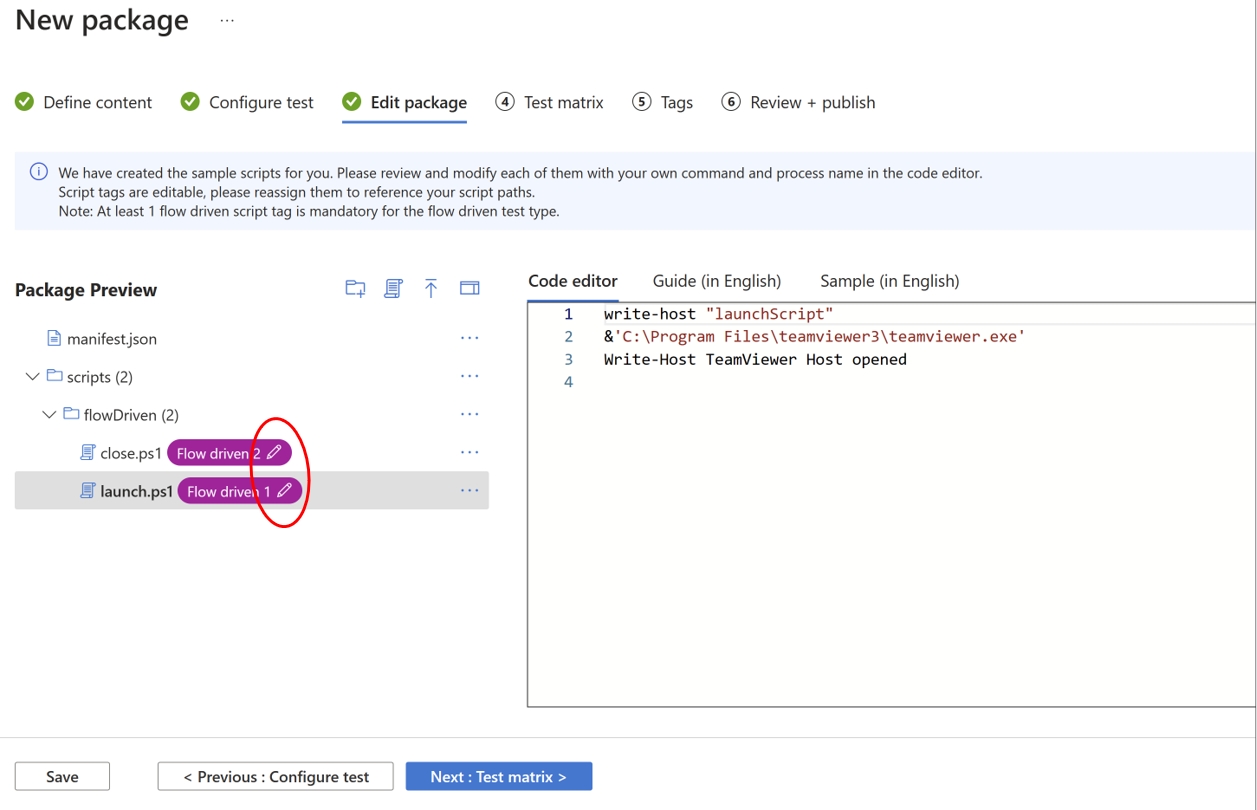 New package ...
Define content Configure test Edit package 4 Test matrix 5 Tags 6 Review + publish
We have created the sample scripts for you. Please review and modify each of them with your own command and process name in the code editor.
Script tags are editable, please reassign them to reference your script paths.
Note: At least 1 flow driven script tag is mandatory for the flow driven test type.
Package Preview
manifest.json ...
scripts (2) ...
flowDriven (2) ...
close.ps1 Flow driven 2 ...
launch.ps1 Flow driven 1 ...
Code editor Guide (in English) Sample (in English)
1 write-host "launchScript"
2 &'C:\Program Files\teamviewer3\teamviewer.exe'
3 Write-Host TeamViewer Host opened
4
Save < Previous : Configure test Next : Test matrix >